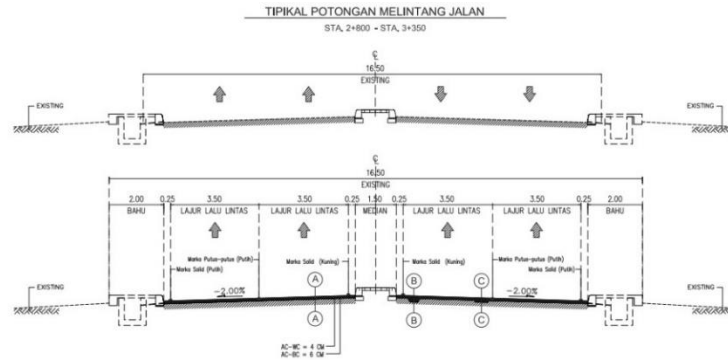 TIPIKAL POTONGAN MELINTANG JALAN
STA. 2+800 - STA. 3+350
℄
16.50
EXISTING
EXISTING
EXISTING
℄
16.50
EXISTING
2.00 0.25 3.50 3.50 0.25 1.50 0.25 3.50 3.50 0.25 2.00
BAHU LAJUR LALU LINTAS LAJUR LALU LINTAS MEDIAN LAJUR LALU LINTAS LAJUR LALU LINTAS BAHU
Marka Putus-putus (Putih) Marka Solid (Kuning) Marka Solid (Kuning) Marka Putus-putus (Putih)
Marka Solid (Putih) Marka Solid (Putih)
A B C
EXISTING -2.00% -2.00% EXISTING
A B C
AC-WC = 4 CM
AC-BC = 6 CM